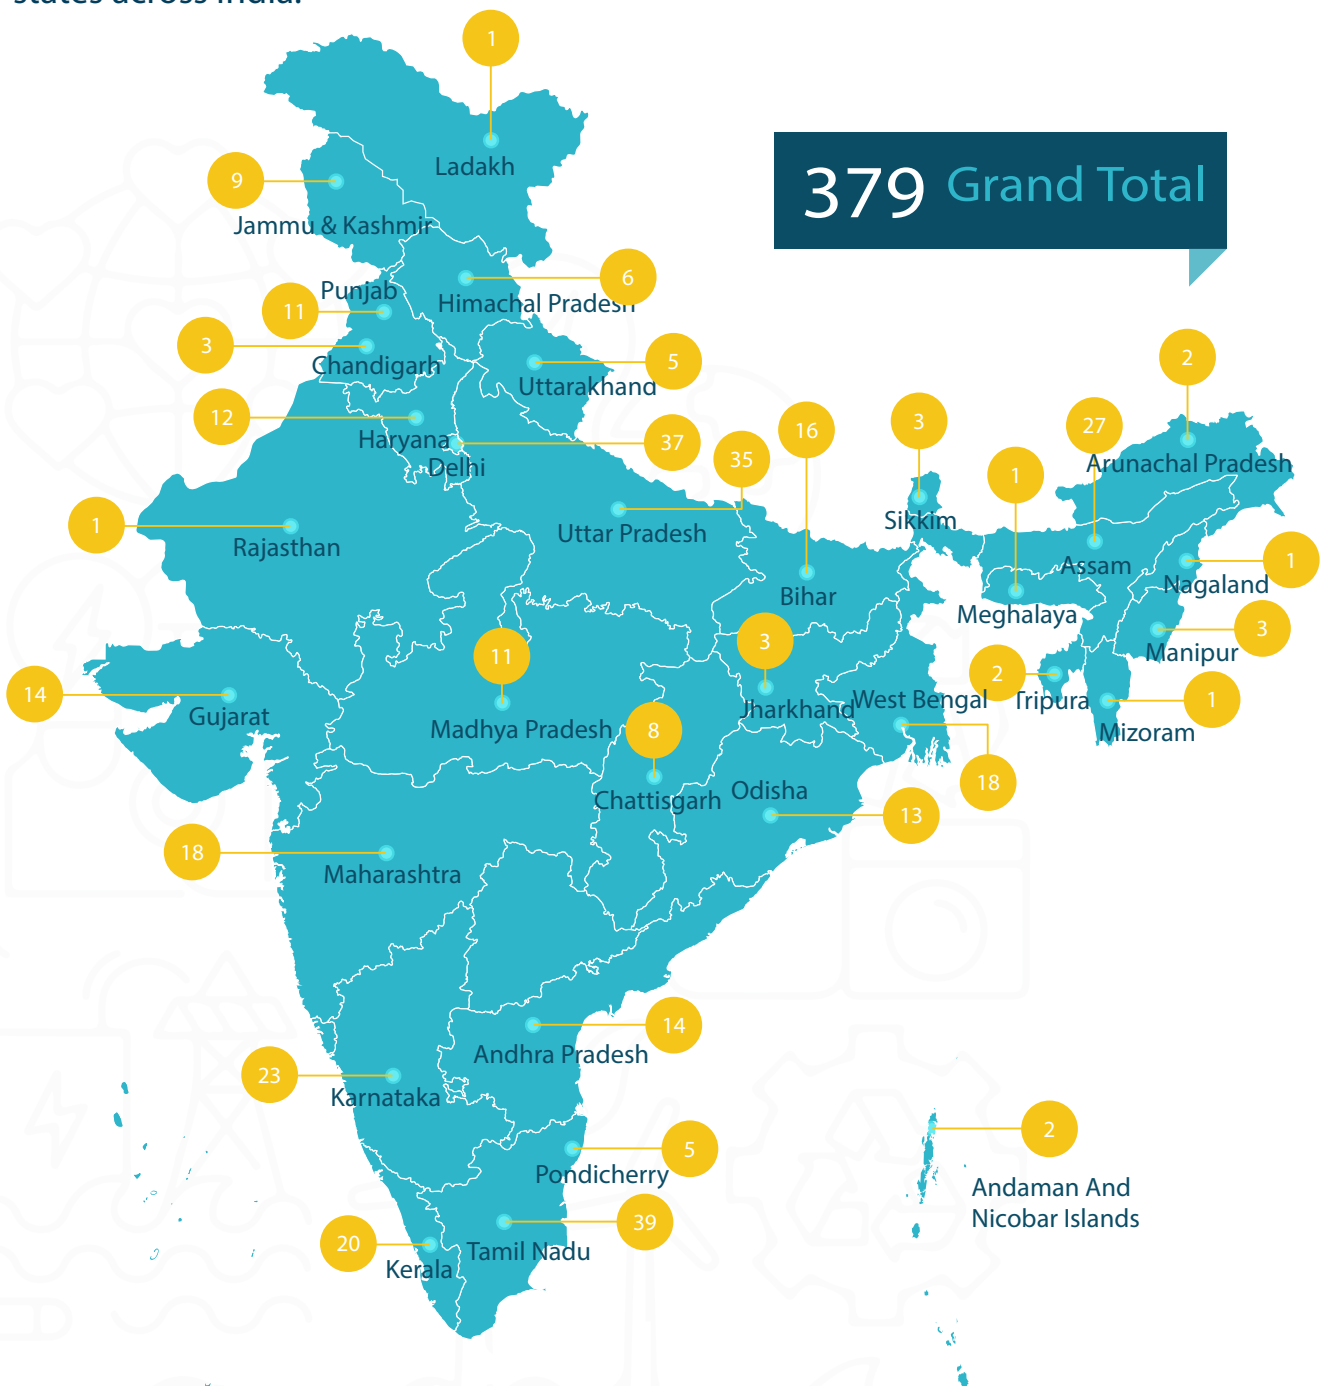 states across India.
1
Ladakh
379 Grand Total
9
Jammu & Kashmir
6
Himachal Pradesh
Punjab
11
3
Chandigarh
5
Uttarakhand
2
Arunachal Pradesh
12
Haryana
37
Delhi
35
Uttar Pradesh
16
Bihar
3
Sikkim
27
Assam
1
Meghalaya
1
Rajasthan
1
Nagaland
3
Manipur
2
Tripura
1
Mizoram
14
Gujarat
11
Madhya Pradesh
3
Jharkhand
West Bengal
18
8
Chattisgarh
Odisha
13
18
Maharashtra
14
Andhra Pradesh
23
Karnataka
5
Pondicherry
2
Andaman And
Nicobar Islands
39
Tamil Nadu
20
Kerala